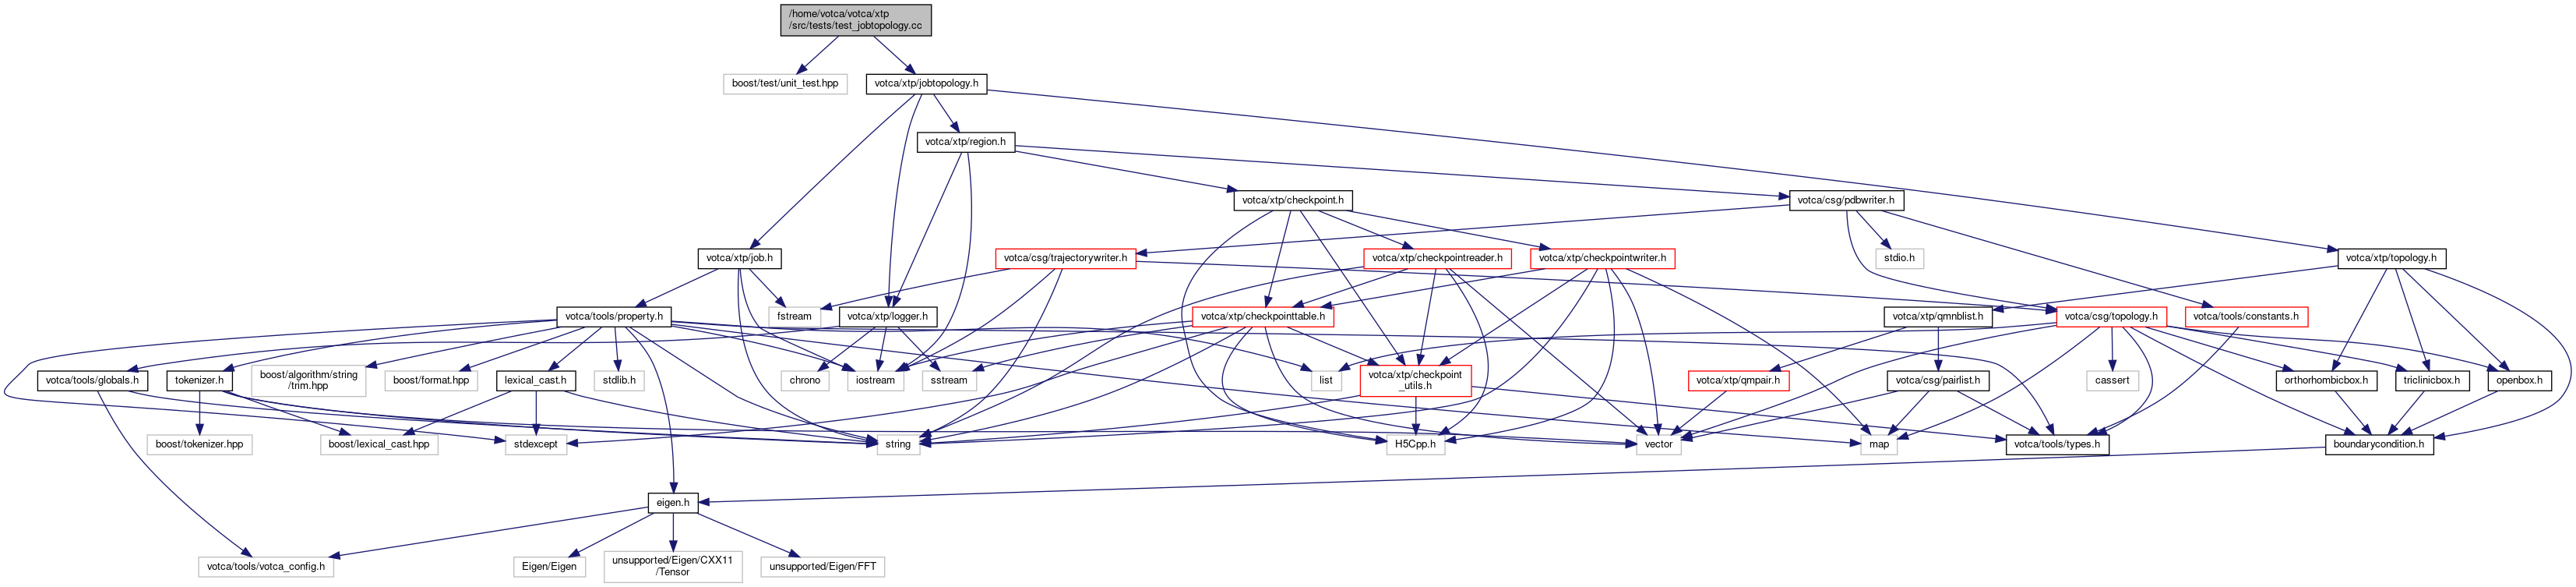 /home/votca/votca/xtp
/src/tests/test_jobtopology.cc
boost/test/unit_test.hpp
votca/xtp/jobtopology.h
votca/xtp/region.h
votca/xtp/checkpoint.h
votca/csg/pdbwriter.h
votca/xtp/job.h
votca/csg/trajectorywriter.h
votca/xtp/checkpointreader.h
votca/xtp/checkpointwriter.h
stdio.h
votca/xtp/topology.h
votca/tools/property.h
fstream
votca/xtp/logger.h
votca/xtp/checkpointtable.h
votca/xtp/qmnblist.h
votca/csg/topology.h
votca/tools/constants.h
votca/tools/globals.h
tokenizer.h
boost/algorithm/string
/trim.hpp
boost/format.hpp
lexical_cast.h
stdlib.h
chrono
iostream
sstream
list
votca/xtp/checkpoint
_utils.h
votca/xtp/qmpair.h
votca/csg/pairlist.h
cassert
orthorhombicbox.h
triclinicbox.h
openbox.h
boost/tokenizer.hpp
boost/lexical_cast.hpp
stdexcept
string
H5Cpp.h
vector
map
votca/tools/types.h
boundarycondition.h
eigen.h
votca/tools/votca_config.h
Eigen/Eigen
unsupported/Eigen/CXX11
/Tensor
unsupported/Eigen/FFT